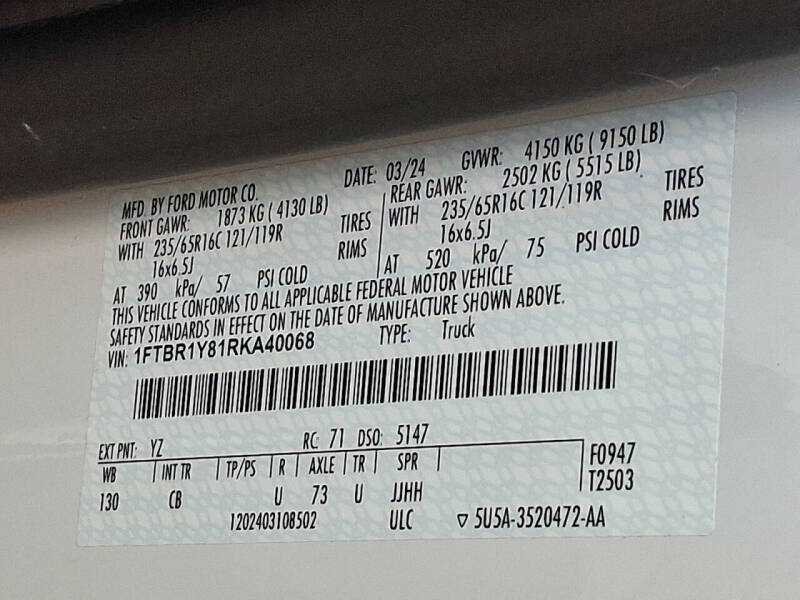 MFD. BY FORD MOTOR CO. DATE: 03/24 GVWR: 4150 KG ( 9150 LB)
FRONT GAWR: 1873 KG ( 4130 LB) REAR GAWR: 2502 KG ( 5515 LB)
WITH 235/65R16C 121/119R TIRES WITH 235/65R16C 121/119R TIRES
16x6.5J RIMS 16x6.5J RIMS
AT 390 kPa/ 57 PSI COLD AT 520 kPa/ 75 PSI COLD
THIS VEHICLE CONFORMS TO ALL APPLICABLE FEDERAL MOTOR VEHICLE
SAFETY STANDARDS IN EFFECT ON THE DATE OF MANUFACTURE SHOWN ABOVE.
VIN: 1FTBR1Y81RKA40068 TYPE: Truck
EXT PNT: YZ RC: 71 DSO: 5147
WB INT TR TP/PS R AXLE TR SPR F0947
130 CB U 73 U JJHH T2503
1202403108502 ULC ▽ 5U5A-3520472-AA